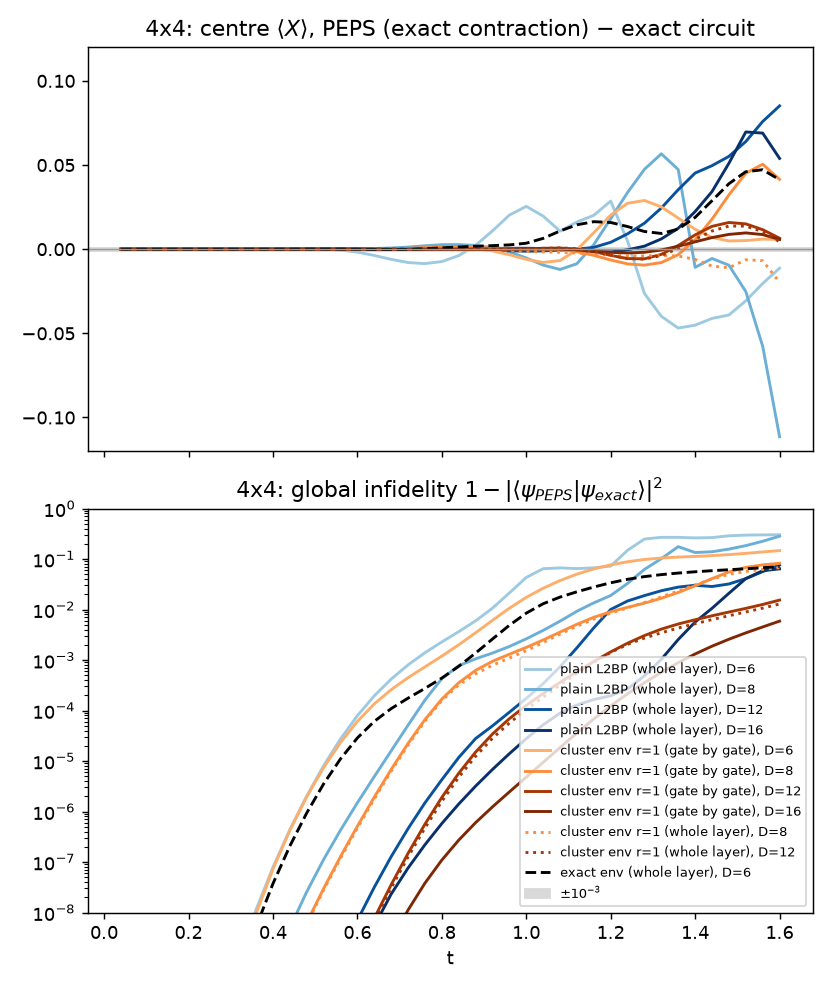 4x4: centre ⟨X⟩, PEPS (exact contraction) − exact circuit
0.10
0.05
0.00
−0.05
−0.10
4x4: global infidelity 1 − |⟨ψ_PEPS|ψ_exact⟩|²
10⁰
10⁻¹
10⁻²
10⁻³
10⁻⁴
10⁻⁵
10⁻⁶
10⁻⁷
10⁻⁸
plain L2BP (whole layer), D=6
plain L2BP (whole layer), D=8
plain L2BP (whole layer), D=12
plain L2BP (whole layer), D=16
cluster env r=1 (gate by gate), D=6
cluster env r=1 (gate by gate), D=8
cluster env r=1 (gate by gate), D=12
cluster env r=1 (gate by gate), D=16
cluster env r=1 (whole layer), D=8
cluster env r=1 (whole layer), D=12
exact env (whole layer), D=6
±10⁻³
0.0 0.2 0.4 0.6 0.8 1.0 1.2 1.4 1.6
t